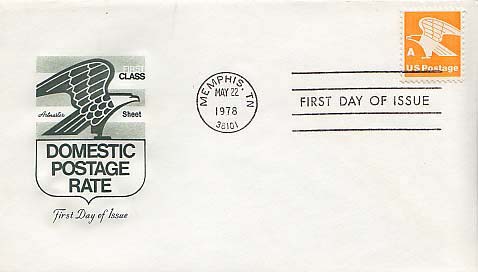 FIRST
CLASS
Artmaster Sheet
DOMESTIC
POSTAGE
RATE
First Day of Issue
MEMPHIS, TN
MAY 22
1978
38101
FIRST DAY OF ISSUE
A
US Postage